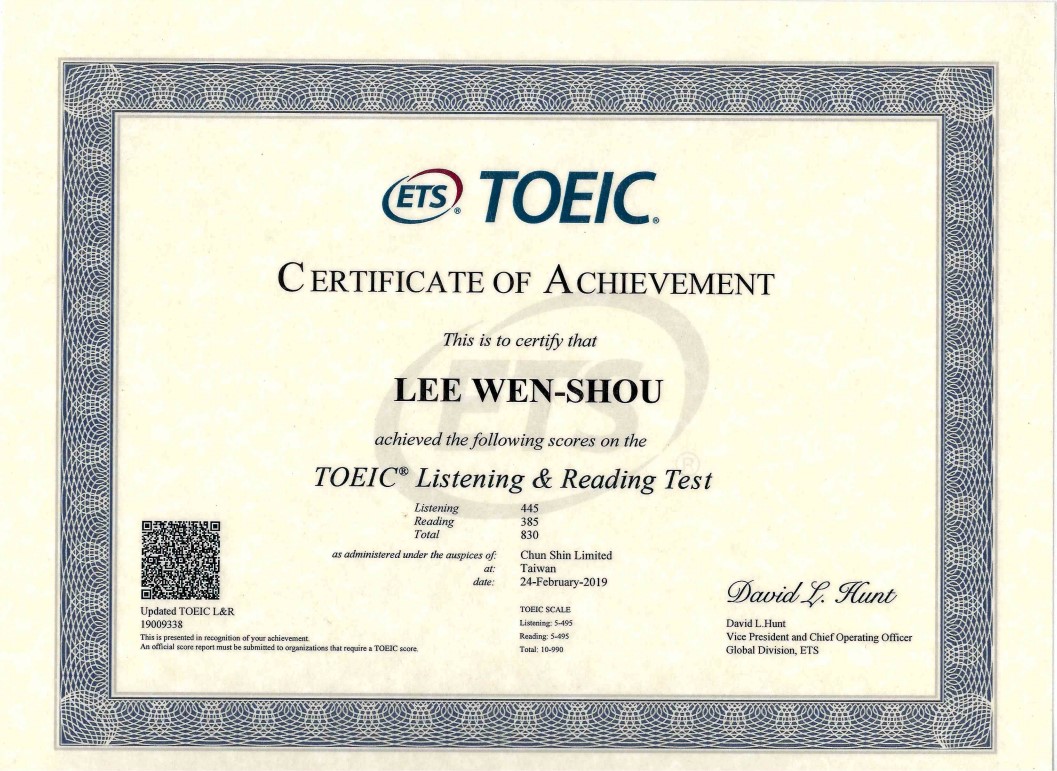 ETS® TOEIC®
CERTIFICATE OF ACHIEVEMENT
This is to certify that
LEE WEN-SHOU
achieved the following scores on the
TOEIC® Listening & Reading Test
Listening 445
Reading 385
Total 830
as administered under the auspices of: Chun Shin Limited
at: Taiwan
date: 24-February-2019
TOEIC SCALE
Listening: 5-495
Reading: 5-495
Total: 10-990
Updated TOEIC L&R
19009338
This is presented in recognition of your achievement.
An official score report must be submitted to organizations that require a TOEIC score.
David L. Hunt
David L.Hunt
Vice President and Chief Operating Officer
Global Division, ETS
ETS®